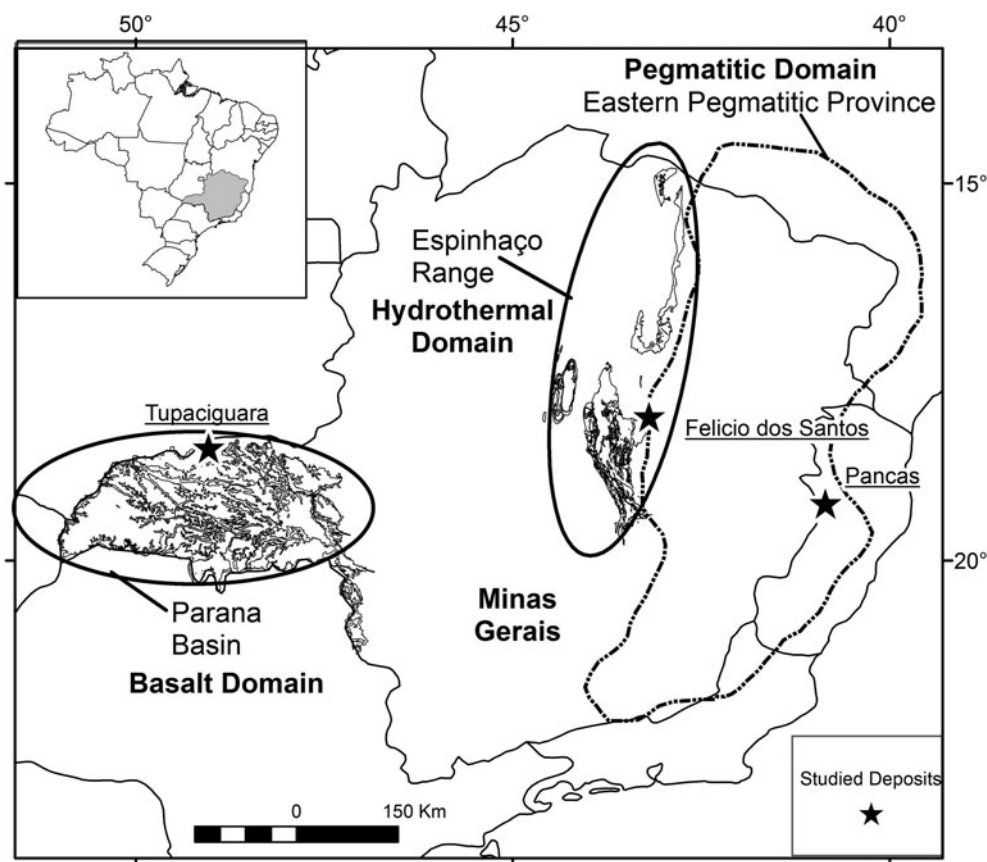 50°
45°
40°
Pegmatitic Domain
Eastern Pegmatitic Province
15°
Espinhaço
Range
Hydrothermal
Domain
Tupaciguara
Felicio dos Santos
Pancas
20°
Minas
Gerais
Parana
Basin
Basalt Domain
0
150 Km
Studied Deposits